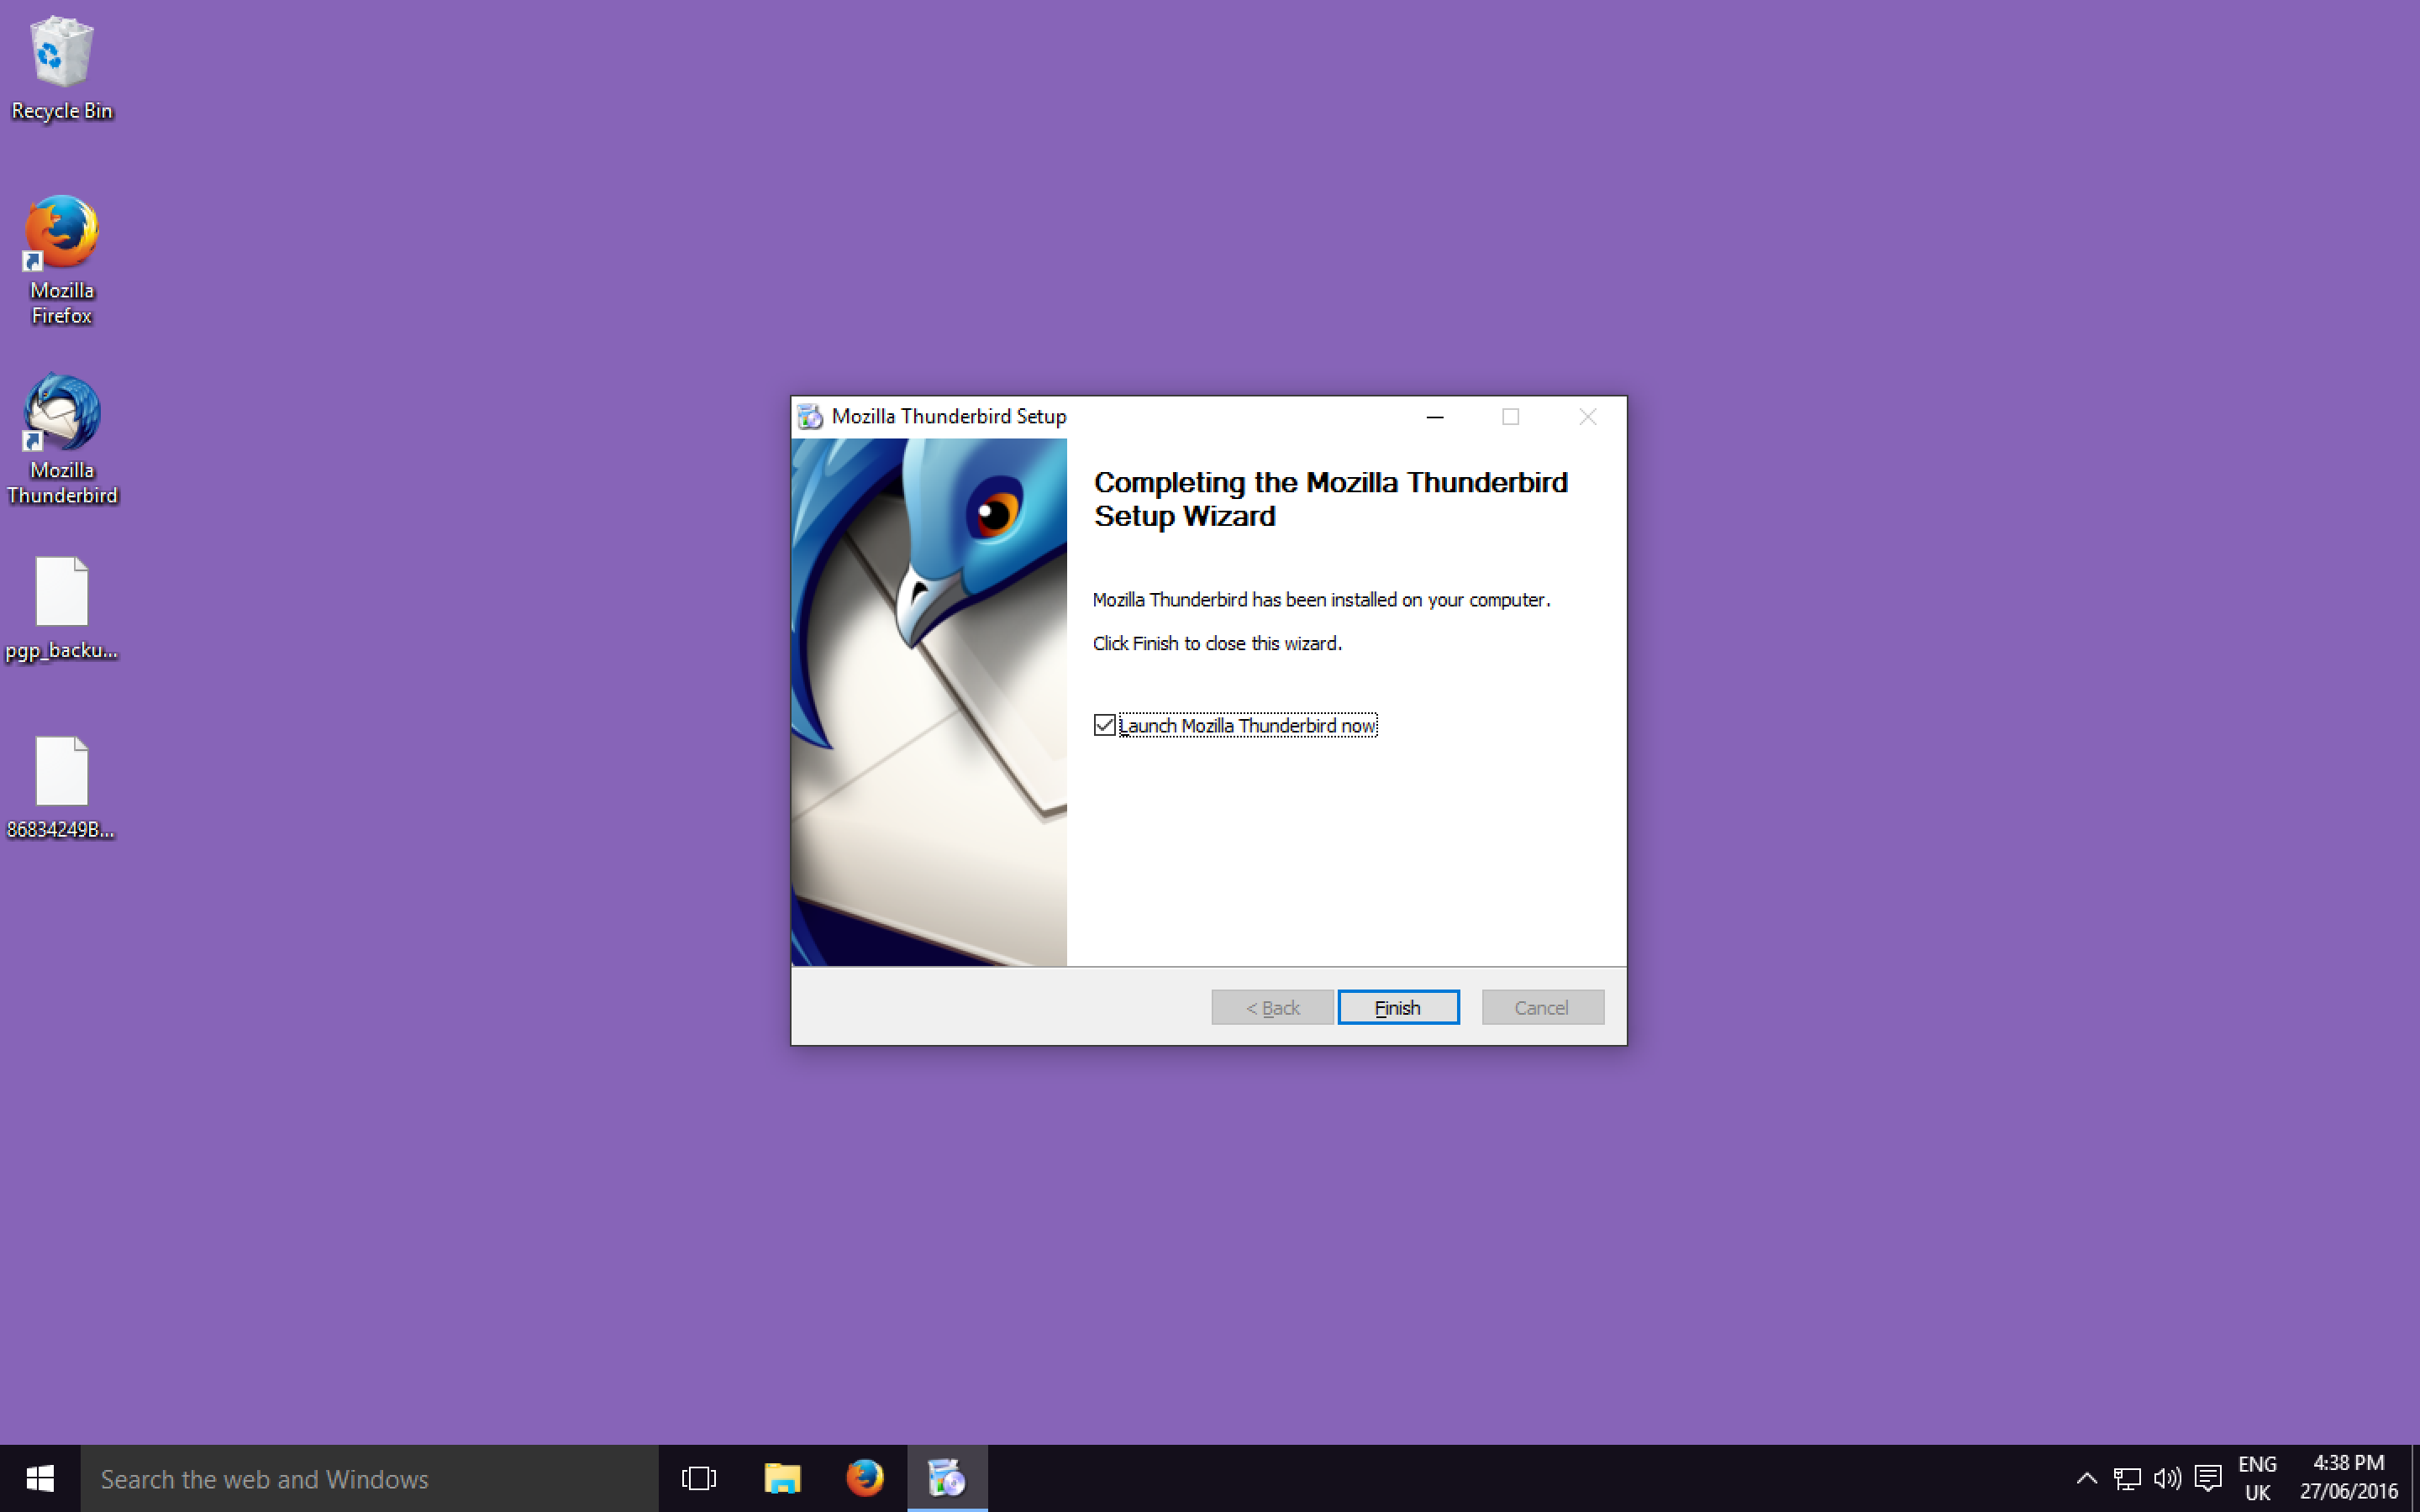 Recycle Bin
Mozilla
Firefox
Mozilla
Thunderbird
pgp_backu...
86834249B...
Mozilla Thunderbird Setup
Completing the Mozilla Thunderbird
Setup Wizard
Mozilla Thunderbird has been installed on your computer.
Click Finish to close this wizard.
Launch Mozilla Thunderbird now
< Back
Finish
Cancel
Search the web and Windows
ENG
UK
4:38 PM
27/06/2016